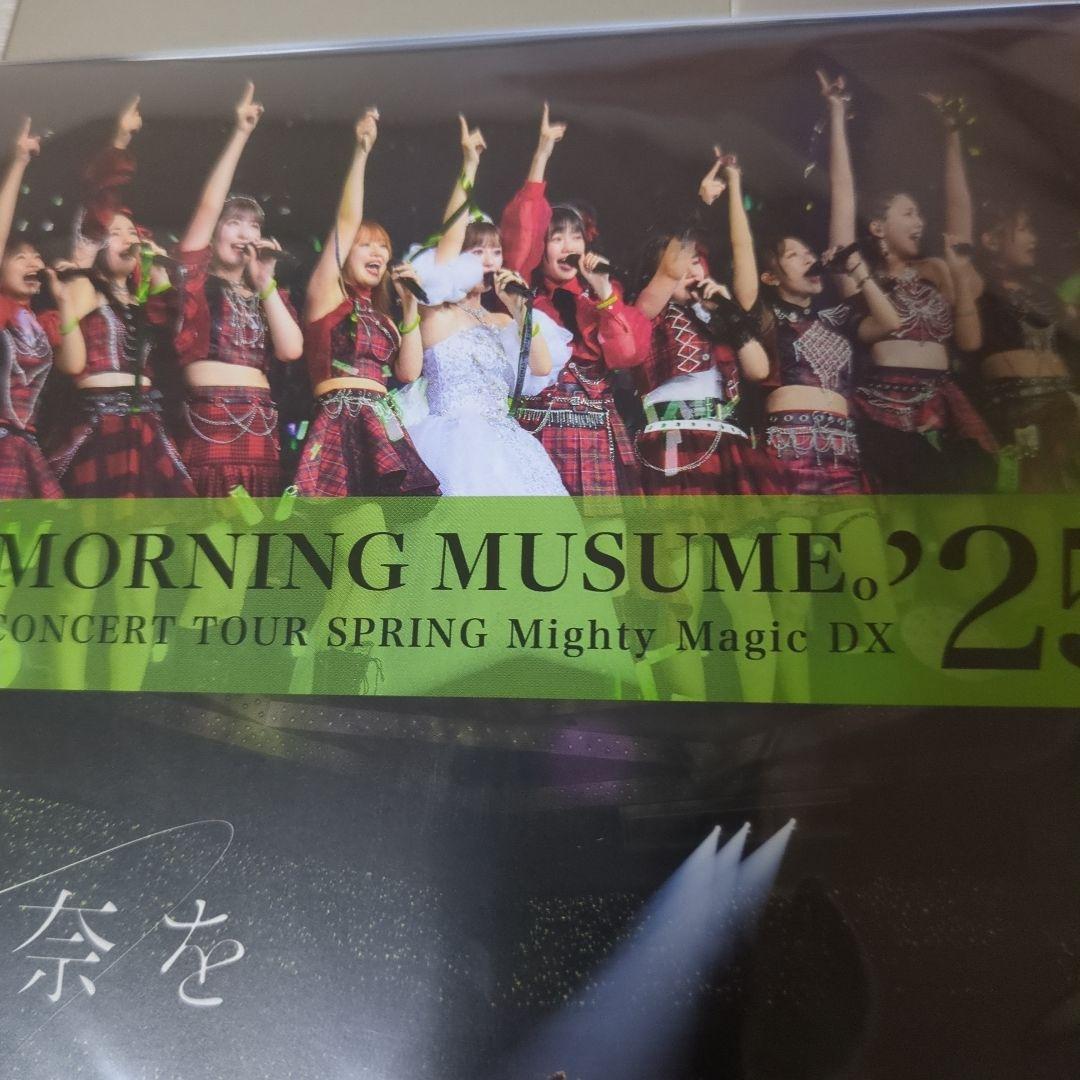 MORNING MUSUME。'25
CONCERT TOUR SPRING Mighty Magic DX
奈を